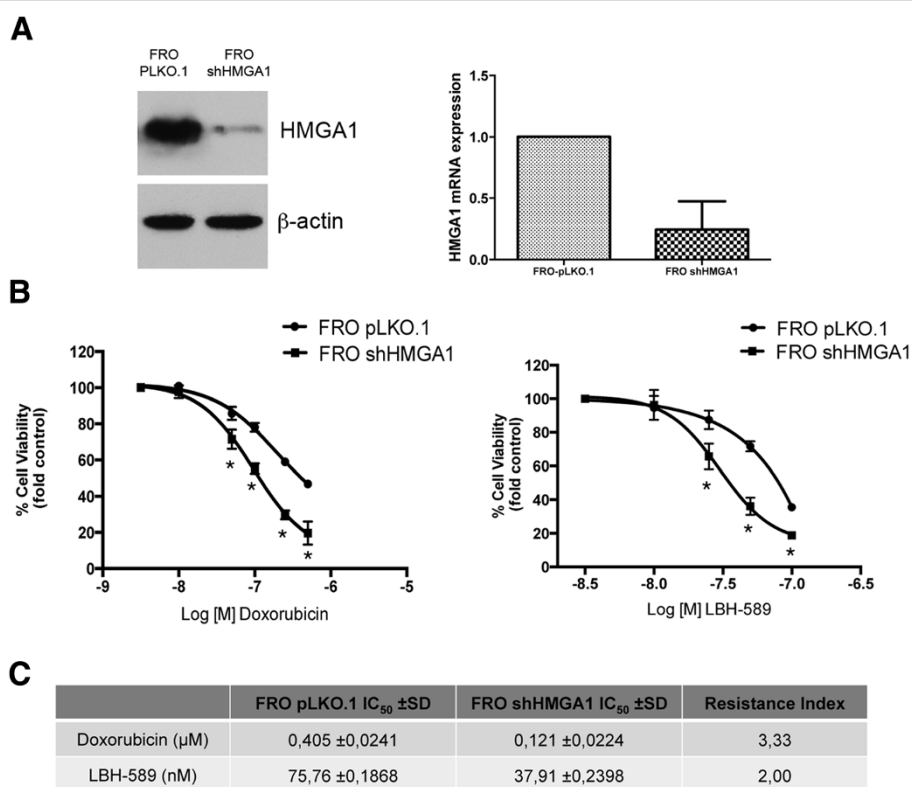 A
FRO PLKO.1
FRO shHMGA1
HMGA1
β-actin
HMGA1 mRNA expression
1.5
1.0
0.5
0.0
FRO-pLKO.1
FRO shHMGA1
B
FRO pLKO.1
FRO shHMGA1
% Cell Viability
(fold control)
120
100
80
60
40
20
0
-9
-8
-7
-6
-5
*
*
*
*
Log [M] Doxorubicin
FRO pLKO.1
FRO shHMGA1
% Cell Viability
(fold control)
120
100
80
60
40
20
0
-8.5
-8.0
-7.5
-7.0
-6.5
*
*
*
Log [M] LBH-589
C
FRO pLKO.1 IC50 ±SD FRO shHMGA1 IC50 ±SD Resistance Index
Doxorubicin (μM) 0,405 ±0,0241 0,121 ±0,0224 3,33
LBH-589 (nM) 75,76 ±0,1868 37,91 ±0,2398 2,00